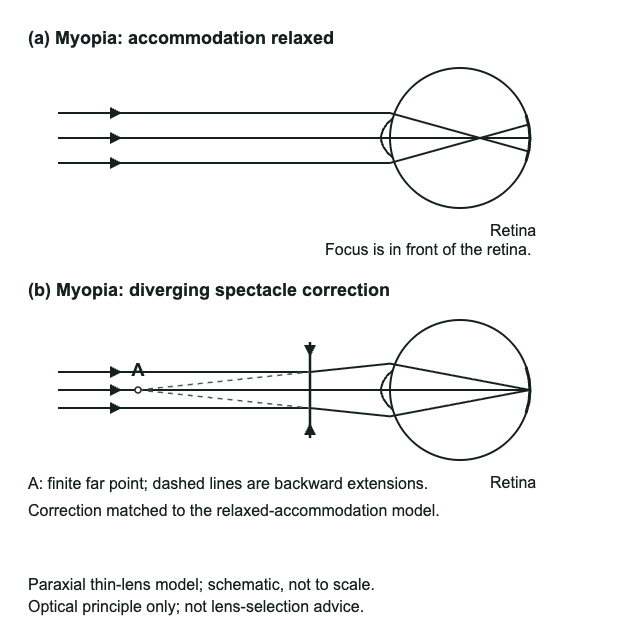 (a) Myopia: accommodation relaxed
Retina
Focus is in front of the retina.
(b) Myopia: diverging spectacle correction
A
A: finite far point; dashed lines are backward extensions.
Retina
Correction matched to the relaxed-accommodation model.
Paraxial thin-lens model; schematic, not to scale.
Optical principle only; not lens-selection advice.